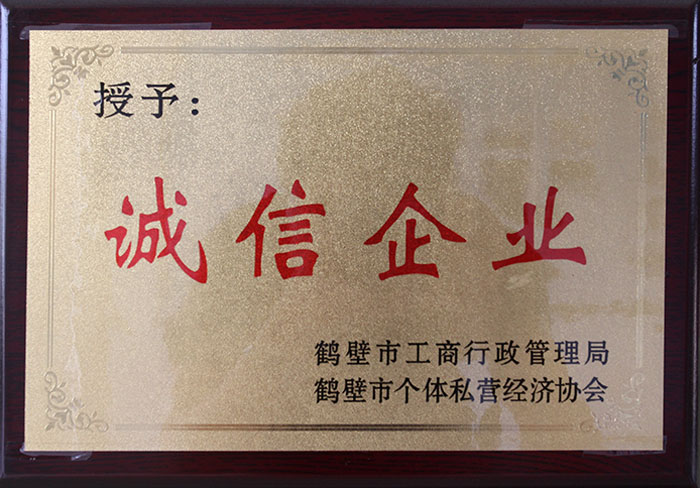 授予：
诚信企业
鹤壁市工商行政管理局
鹤壁市个体私营经济协会